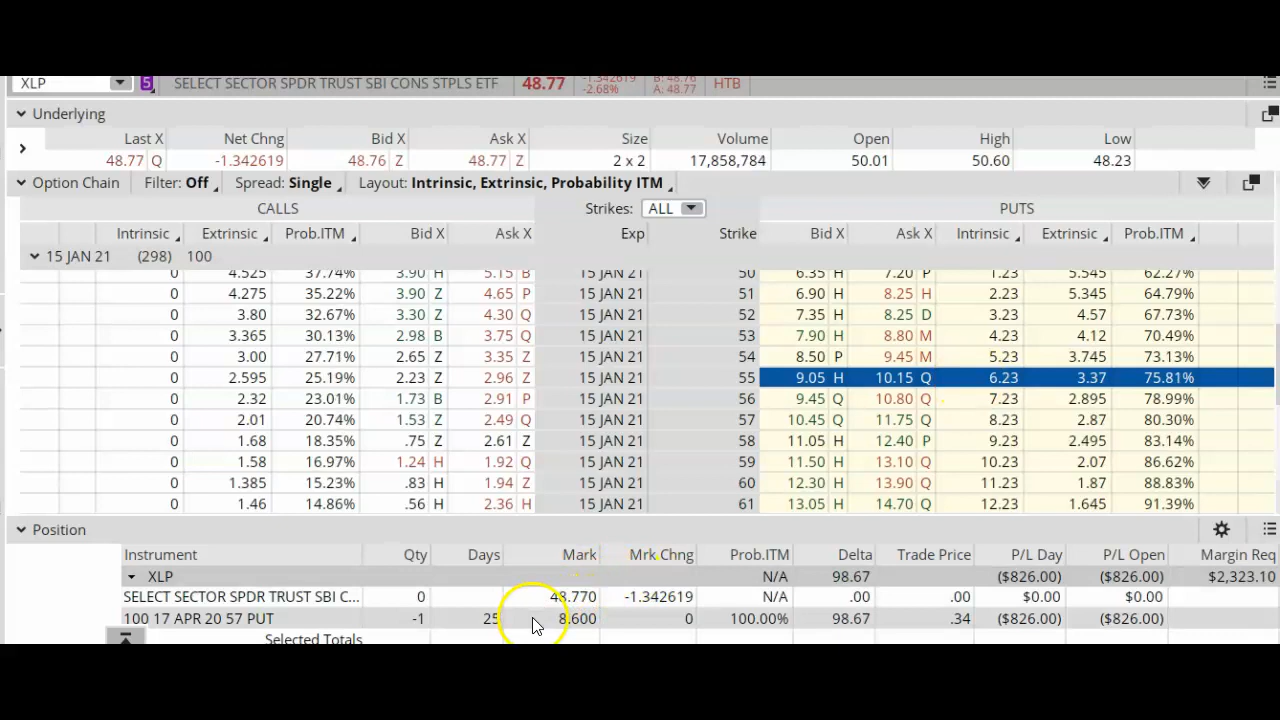 XLP 5 SELECT SECTOR SPDR TRUST SBI CONS STPLS ETF 48.77 -1.342619 -2.68% B: 48.76 A: 48.77 HTB
Underlying
Last X Net Chng Bid X Ask X Size Volume Open High Low
48.77 Q -1.342619 48.76 Z 48.77 Z 2 x 2 17,858,784 50.01 50.60 48.23
Option Chain Filter: Off Spread: Single Layout: Intrinsic, Extrinsic, Probability ITM
CALLS Strikes: ALL PUTS
Intrinsic Extrinsic Prob.ITM Bid X Ask X Exp Strike Bid X Ask X Intrinsic Extrinsic Prob.ITM
15 JAN 21 (298) 100
0 4.525 37.74% 3.90 H 5.15 B 15 JAN 21 50 6.35 H 7.20 P 1.23 5.545 62.27%
0 4.275 35.22% 3.90 Z 4.65 P 15 JAN 21 51 6.90 H 8.25 H 2.23 5.345 64.79%
0 3.80 32.67% 3.30 Z 4.30 Q 15 JAN 21 52 7.35 H 8.25 D 3.23 4.57 67.73%
0 3.365 30.13% 2.98 B 3.75 Q 15 JAN 21 53 7.90 H 8.80 M 4.23 4.12 70.49%
0 3.00 27.71% 2.65 Z 3.35 Z 15 JAN 21 54 8.50 P 9.45 M 5.23 3.745 73.13%
0 2.595 25.19% 2.23 Z 2.96 Z 15 JAN 21 55 9.05 H 10.15 Q 6.23 3.37 75.81%
0 2.32 23.01% 1.73 B 2.91 P 15 JAN 21 56 9.45 Q 10.80 Q 7.23 2.895 78.99%
0 2.01 20.74% 1.53 Z 2.49 Q 15 JAN 21 57 10.45 Q 11.75 Q 8.23 2.87 80.30%
0 1.68 18.35% .75 Z 2.61 Z 15 JAN 21 58 11.05 H 12.40 P 9.23 2.495 83.14%
0 1.58 16.97% 1.24 H 1.92 Q 15 JAN 21 59 11.50 H 13.10 Q 10.23 2.07 86.62%
0 1.385 15.23% .83 H 1.94 Z 15 JAN 21 60 12.30 H 13.90 Q 11.23 1.87 88.83%
0 1.46 14.86% .56 H 2.36 H 15 JAN 21 61 13.05 H 14.70 Q 12.23 1.645 91.39%
Position
Instrument Qty Days Mark Mrk Chng Prob.ITM Delta Trade Price P/L Day P/L Open Margin Req
XLP N/A 98.67 ($826.00) ($826.00) $2,323.10
SELECT SECTOR SPDR TRUST SBI C... 0 48.770 -1.342619 N/A .00 .00 $0.00 $0.00
100 17 APR 20 57 PUT -1 25 8.600 0 100.00% 98.67 .34 ($826.00) ($826.00)
Selected Totals